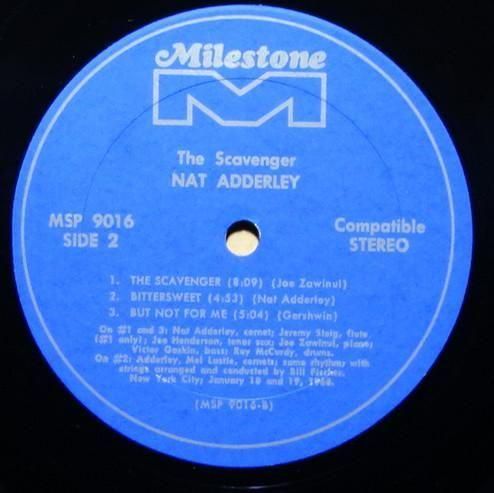 Milestone
The Scavenger
NAT ADDERLEY
MSP 9016
SIDE 2
Compatible
STEREO
1. THE SCAVENGER (8:09) (Joe Zawinul)
2. BITTERSWEET (4:53) (Nat Adderley)
3. BUT NOT FOR ME (5:04) (Gershwin)
On #1 and 3: Nat Adderley, cornet; Jeremy Steig, flute
(#1 only); Joe Henderson, tenor sax; Joe Zawinul, piano;
Victor Gaskin, bass; Roy McCurdy, drums.
On #2: Adderley, Mel Lastie, cornets; same rhythm with
strings arranged and conducted by Bill Fischer.
New York City; January 18 and 19, 1968.
(MSP 9016-B)